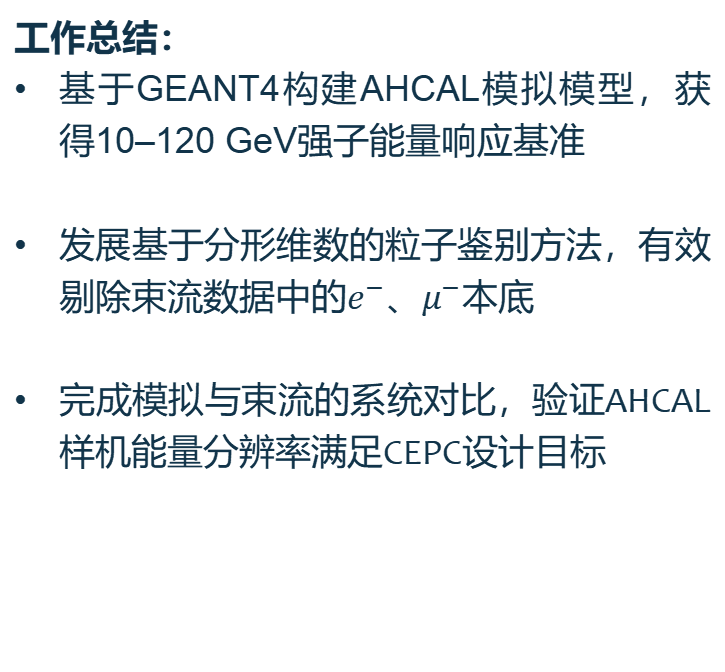 工作总结：
• 基于GEANT4构建AHCAL模拟模型，获
得10–120 GeV强子能量响应基准
• 发展基于分形维数的粒子鉴别方法，有效
剔除束流数据中的e⁻、μ⁻本底
• 完成模拟与束流的系统对比，验证AHCAL
样机能量分辨率满足CEPC设计目标